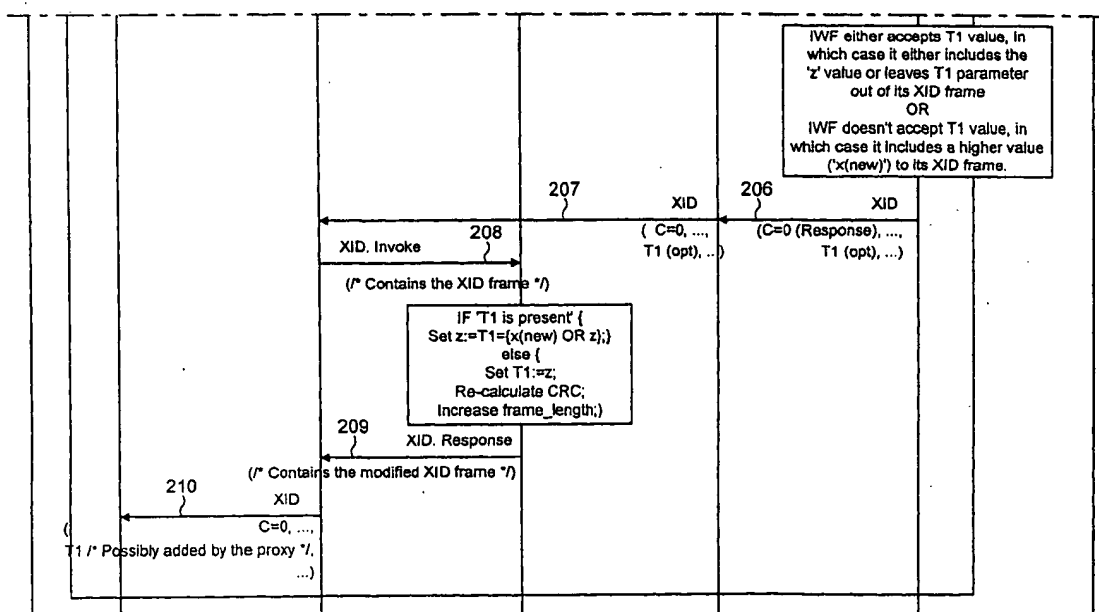 IWF either accepts T1 value, in
which case it either includes the
'z' value or leaves T1 parameter
out of its XID frame
OR
IWF doesn't accept T1 value, in
which case it includes a higher value
('x(new)') to its XID frame.
207
206
XID
XID
( C=0, ...,
T1 (opt), ...)
(C=0 (Response), ...,
T1 (opt), ...)
XID. Invoke
208
(/* Contains the XID frame */)
IF 'T1 is present' {
Set z:=T1={x(new) OR z};}
else {
Set T1:=z;
Re-calculate CRC;
Increase frame_length;)
209
XID. Response
(/* Contains the modified XID frame */)
210
XID
( C=0, ...,
T1 /* Possibly added by the proxy */,
...)